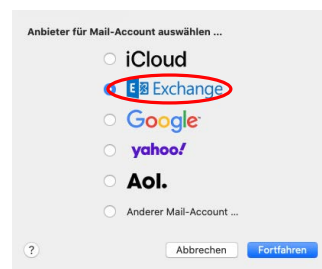 Anbieter für Mail-Account auswählen ...
iCloud
E Exchange
Google
yahoo!
Aol.
Anderer Mail-Account ...
?
Abbrechen
Fortfahren